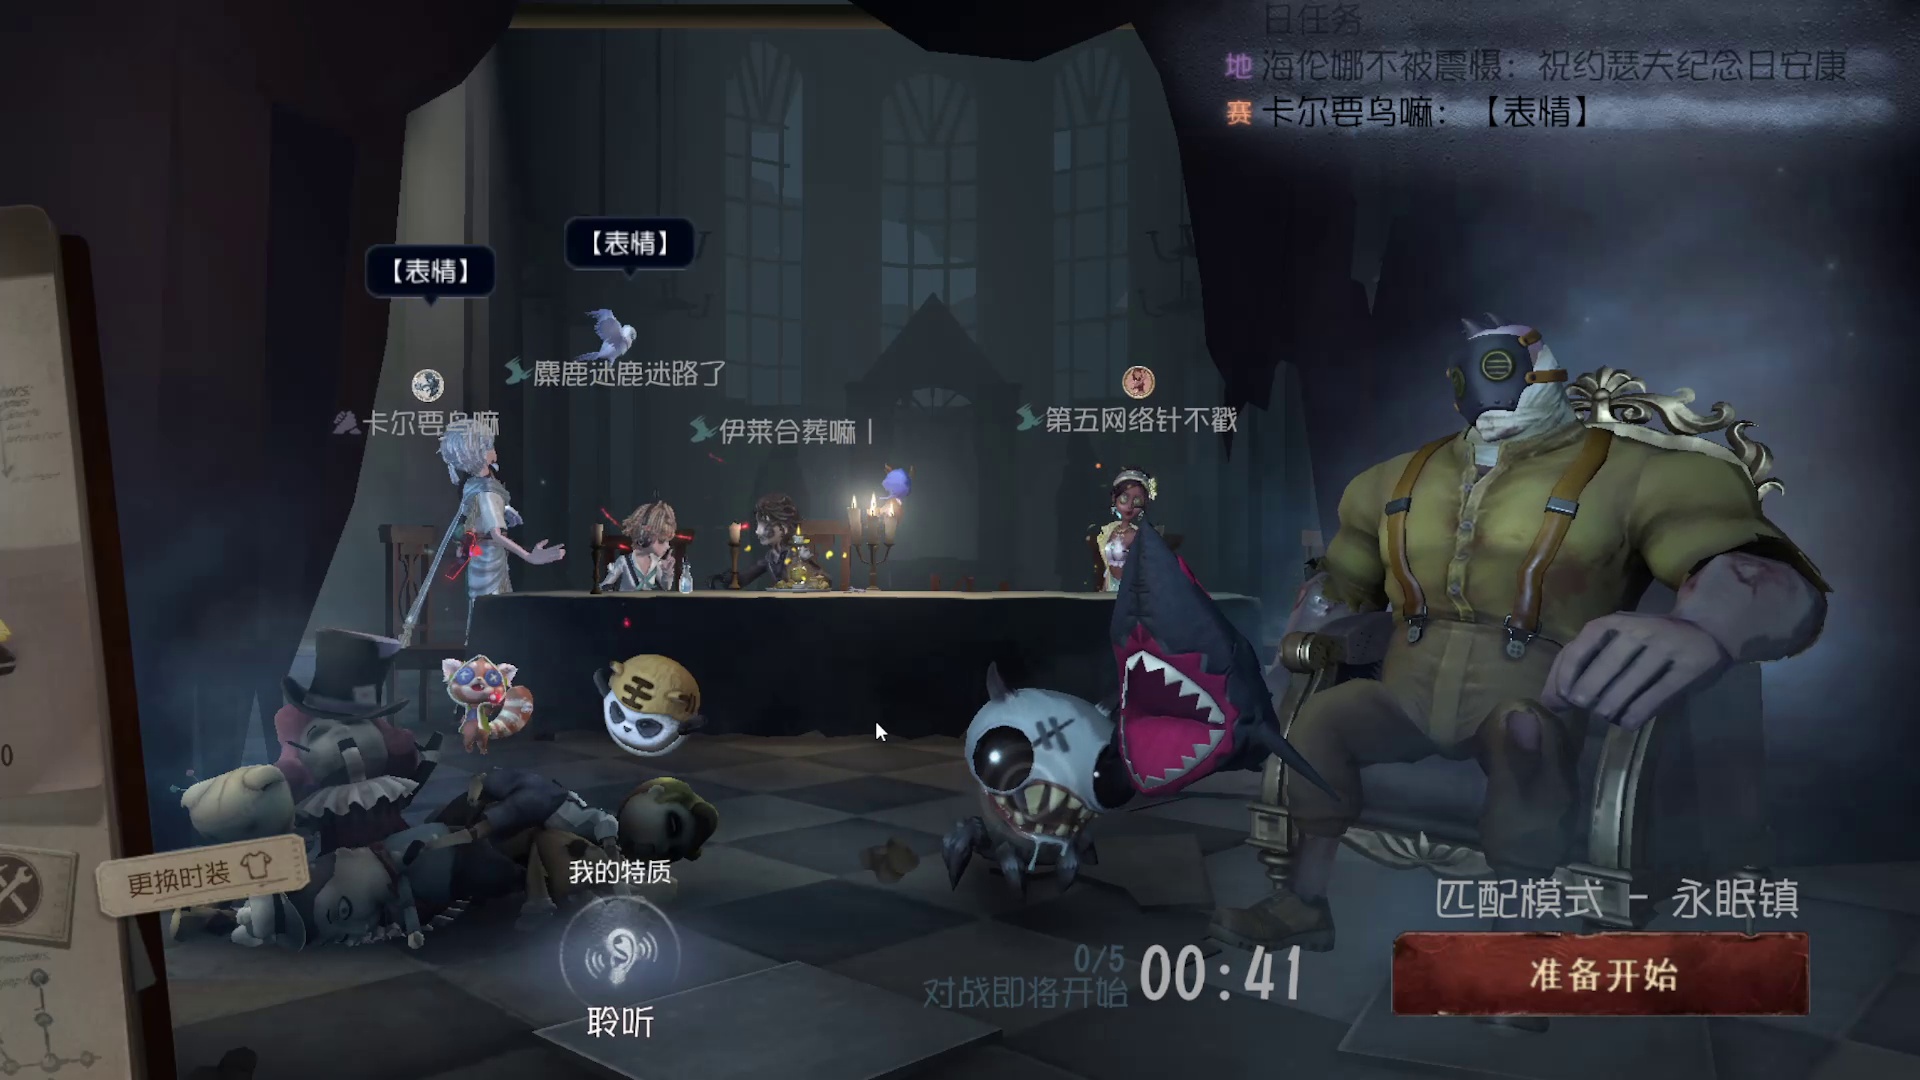 日任务
地 海伦娜不被震慑：祝约瑟夫纪念日安康
赛 卡尔要鸟嘛：【表情】
【表情】
【表情】
麋鹿迷鹿迷路了
卡尔要鸟嘛
伊莱合葬嘛丨
第五网络针不戳
更换时装
我的特质
聆听
匹配模式 - 永眠镇
0/5
对战即将开始
00:41
准备开始
0